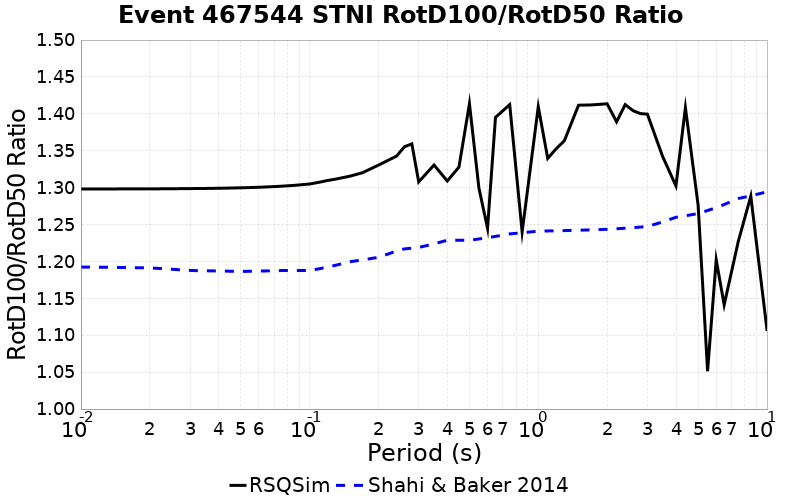 Event 467544 STNI RotD100/RotD50 Ratio
RotD100/RotD50 Ratio
1.50
1.45
1.40
1.35
1.30
1.25
1.20
1.15
1.10
1.05
1.00
10-2 2 3 4 5 6 10-1 2 3 4 5 6 7 100 2 3 4 5 6 7 101
Period (s)
RSQSim Shahi & Baker 2014